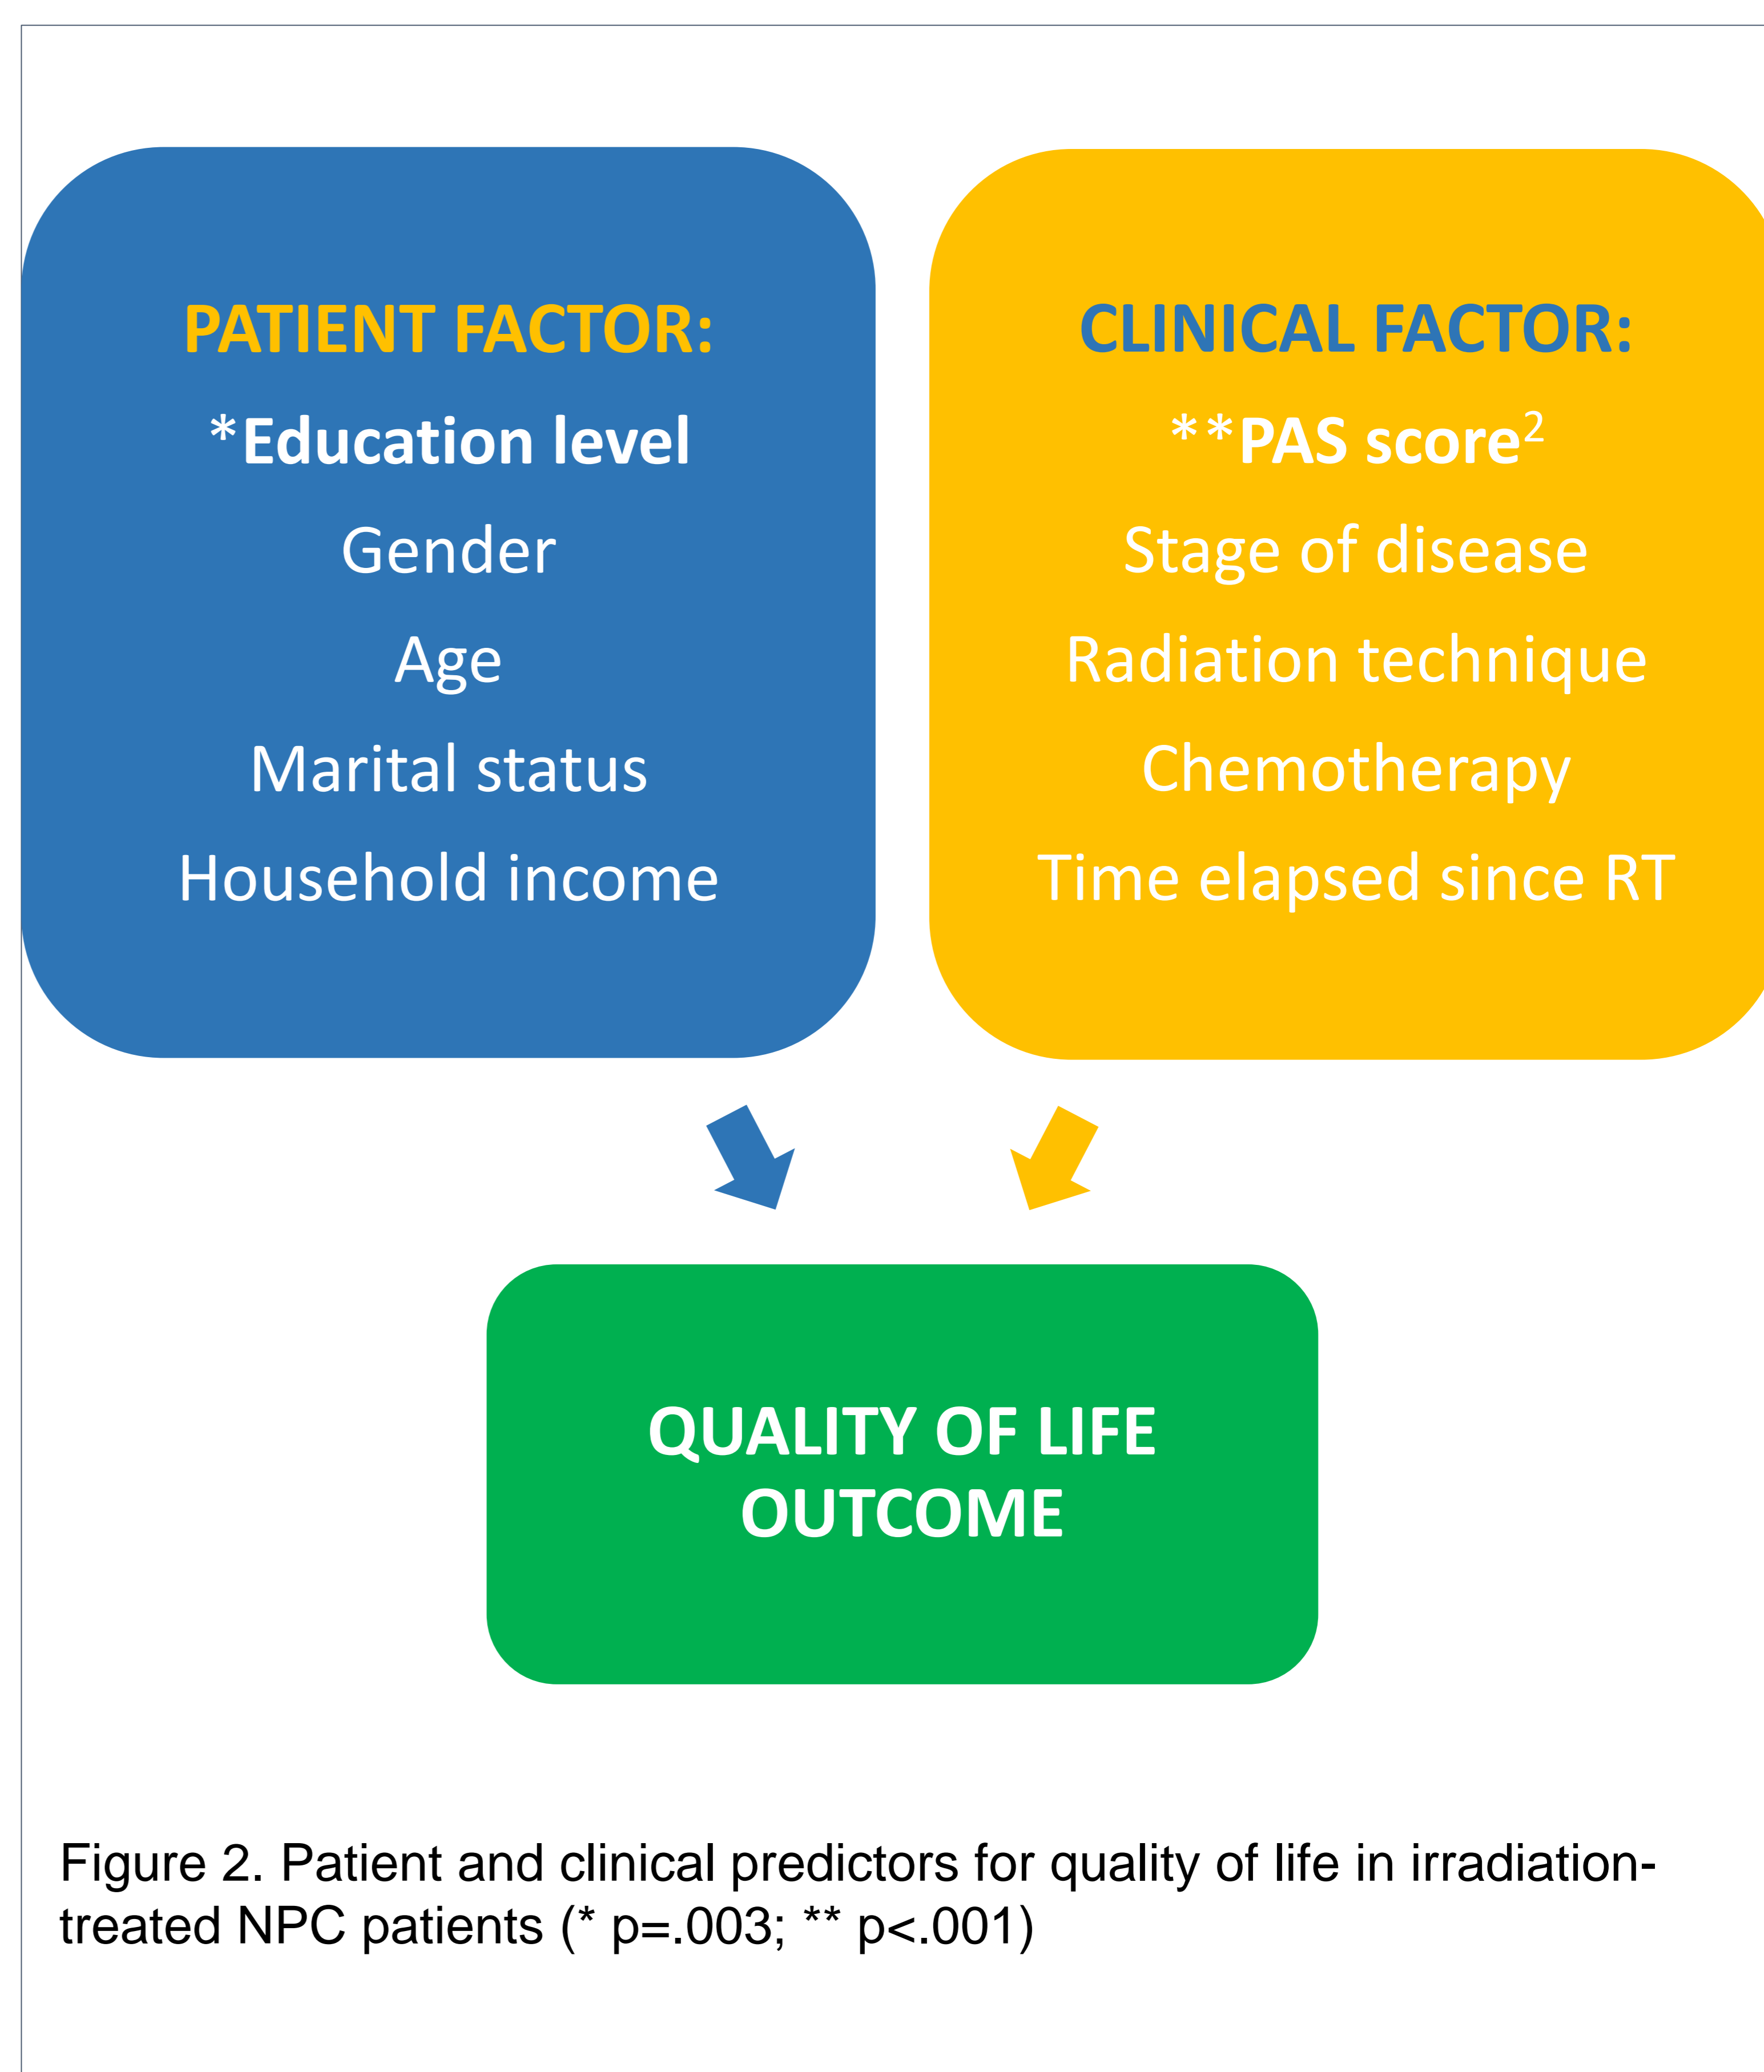 PATIENT FACTOR:
*Education level
Gender
Age
Marital status
Household income
CLINICAL FACTOR:
**PAS score²
Stage of disease
Radiation technique
Chemotherapy
Time elapsed since RT
QUALITY OF LIFE
OUTCOME
Figure 2. Patient and clinical predictors for quality of life in irradiation-
treated NPC patients (* p=.003; ** p<.001)